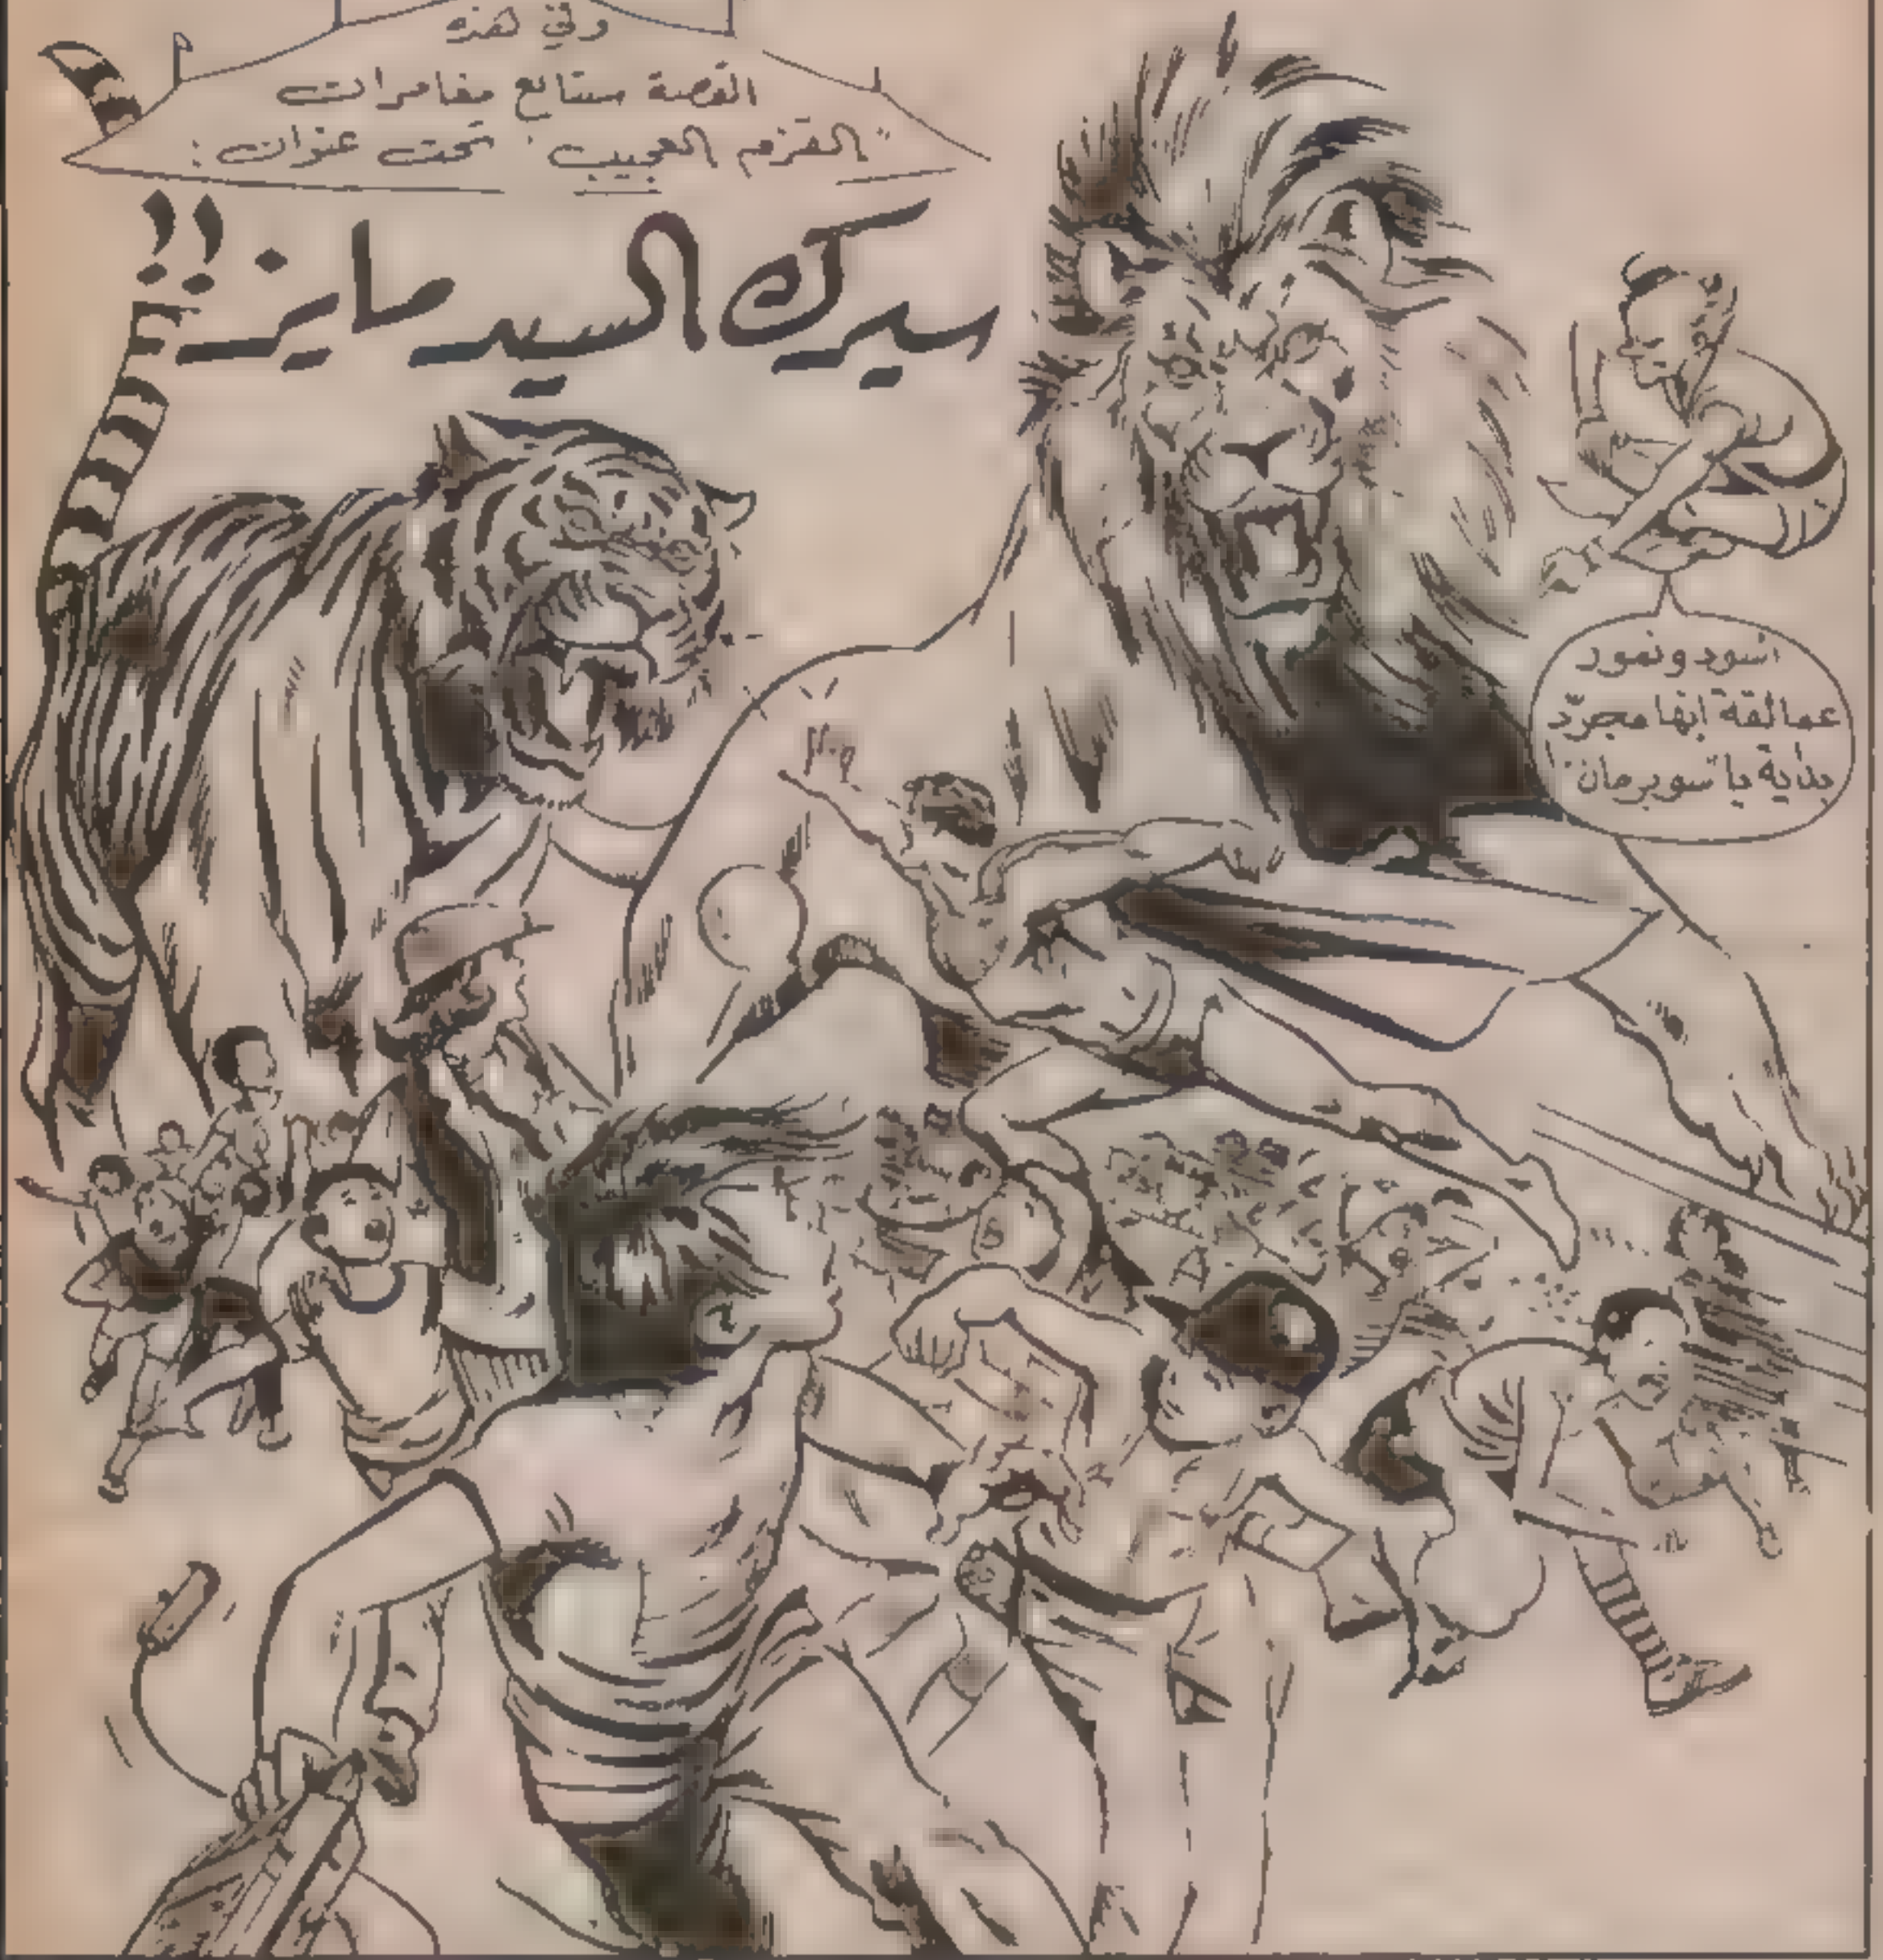 وفي هذه
القصة ستتابع مغامرات
"القزم العجيب" تحت عنوان:
سيرك السيد مايز!!
أسود ونمور
عمالقة إنها مجرّد
بداية يا "سوبرمان"!
A